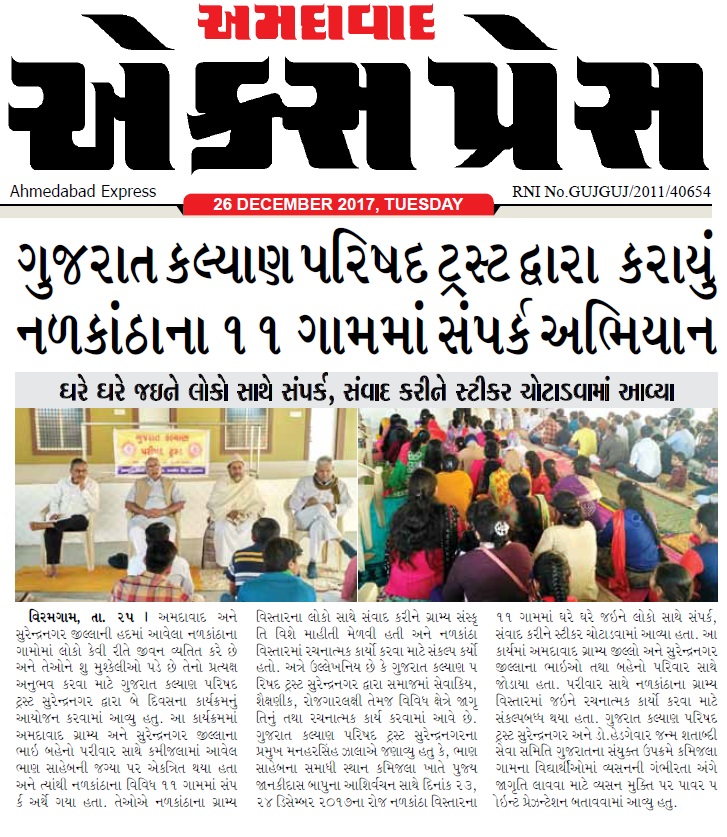 અમદાવાદ
એક્સપ્રેસ
Ahmedabad Express
26 DECEMBER 2017, TUESDAY
RNI No.GUJGUJ/2011/40654
ગુજરાત કલ્યાણ પરિષદ ટ્રસ્ટ દ્વારા કરાયું
નળકાંઠાના ૧૧ ગામમાં સંપર્ક અભિયાન
ઘરે ઘરે જઇને લોકો સાથે સંપર્ક, સંવાદ કરીને સ્ટીકર ચોટાડવામાં આવ્યા
ગુજરાત કલ્યાણ
પરિષદ ટ્રસ્ટ
વિરમગામ, તા. ૨૫ । અમદાવાદ અને
સુરેન્દ્રનગર જીલ્લાની હદમાં આવેલા નળકાંઠાના
ગામોમાં લોકો કેવી રીતે જીવન વ્યતિત કરે છે
અને તેઓને શુ મુશ્કેલીઓ પડે છે તેનો પ્રત્યક્ષ
અનુભવ કરવા માટે ગુજરાત કલ્યાણ પરિષદ
ટ્રસ્ટ સુરેન્દ્રનગર દ્વારા બે દિવસના કાર્યક્રમનું
આયોજન કરવામાં આવ્યુ હતુ. આ કાર્યક્રમમાં
અમદાવાદ ગ્રામ્ય અને સુરેન્દ્રનગર જીલ્લાના
ભાઇ બહેનો પરીવાર સાથે કમીજલામાં આવેલ
ભાણ સાહેબની જગ્યા પર એકત્રિત થયા હતા
અને ત્યાંથી નળકાંઠાના વિવિધ ૧૧ ગામમાં સંપ
ર્ક અર્થે ગયા હતા. તેઓએ નળકાંઠાના ગ્રામ્ય
વિસ્તારના લોકો સાથે સંવાદ કરીને ગ્રામ્ય સંસ્કૃ
તિ વિશે માહીતી મેળવી હતી અને નળકાંઠા
વિસ્તારમાં રચનાત્મક કાર્યો કરવા માટે સંકલ્પ કર્યો
હતો. અત્રે ઉલ્લેખનિય છે કે ગુજરાત કલ્યાણ પ
રિષદ ટ્રસ્ટ સુરેન્દ્રનગર દ્વારા સમાજમાં સેવાકિય,
શૈક્ષણીક, રોજગારલક્ષી તેમજ વિવિધ ક્ષેત્રે જાગૃ
તિનું તથા રચનાત્મક કાર્ય કરવામાં આવે છે.
ગુજરાત કલ્યાણ પરિષદ ટ્રસ્ટ સુરેન્દ્રનગરના
પ્રમુખ મનહરસિંહ ઝાલાએ જણાવ્યુ હતુ કે, ભાણ
સાહેબના સમાધી સ્થાન કમિજલા ખાતે પુજ્ય
જાનકીદાસ બાપુના આશિર્વચન સાથે દિનાંક ૨૩,
૨૪ ડિસેમ્બર ૨૦૧૭ના રોજ નળકાંઠા વિસ્તારના
૧૧ ગામમાં ઘરે ઘરે જઇને લોકો સાથે સંપર્ક,
સંવાદ કરીને સ્ટીકર ચોટાડવામાં આવ્યા હતા. આ
કાર્યમાં અમદાવાદ ગ્રામ્ય જીલ્લો અને સુરેન્દ્રનગર
જીલ્લાના ભાઇઓ તથા બહેનો પરિવાર સાથે
જોડાયા હતા. પરીવાર સાથે નળકાંઠાના ગ્રામ્ય
વિસ્તારમાં જઇને રચનાત્મક કાર્યો કરવા માટે
સંકલ્પબધ્ધ થયા હતા. ગુજરાત કલ્યાણ પરિષદ
ટ્રસ્ટ સુરેન્દ્રનગર અને ડો.હેડગેવાર જન્મ શતાબ્દી
સેવા સમિતિ ગુજરાતના સંયુક્ત ઉપક્રમે કમિજલા
ગામના વિદ્યાર્થીઓમાં વ્યસનની ગંભીરતા અંગે
જાગૃતિ લાવવા માટે વ્યસન મુક્તિ પર પાવર પ
ોઇન્ટ પ્રેઝન્ટેશન બતાવવામાં આવ્યુ હતુ.